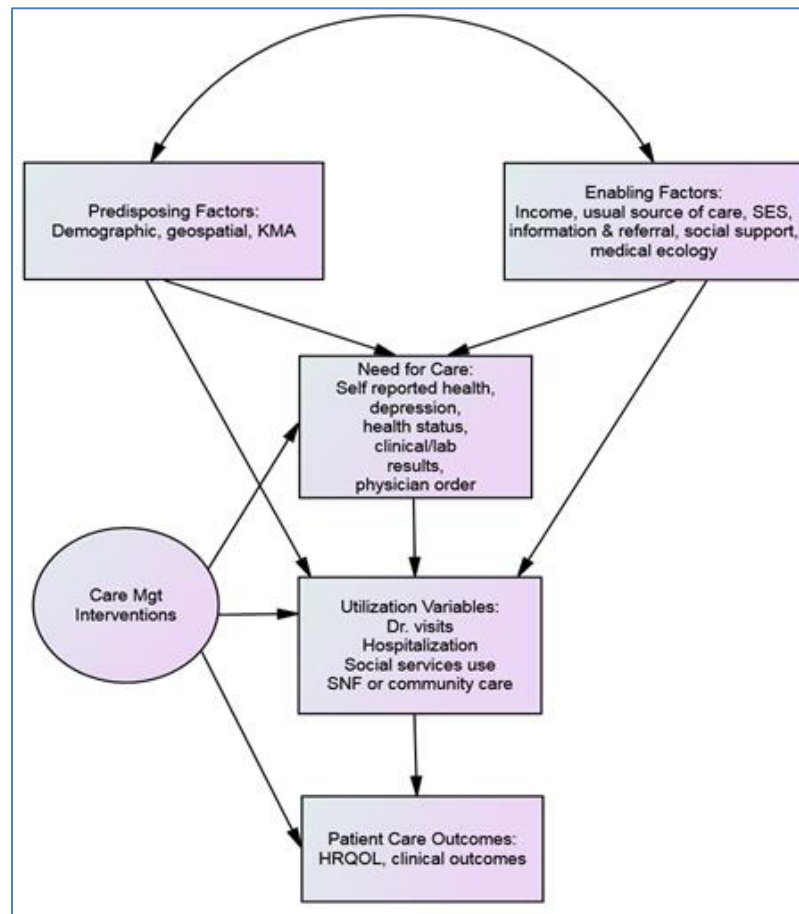 Predisposing Factors:
Demographic, geospatial, KMA
Enabling Factors:
Income, usual source of care, SES,
information & referral, social support,
medical ecology
Need for Care:
Self reported health,
depression,
health status,
clinical/lab
results,
physician order
Care Mgt
Interventions
Utilization Variables:
Dr. visits
Hospitalization
Social services use
SNF or community care
Patient Care Outcomes:
HRQOL, clinical outcomes